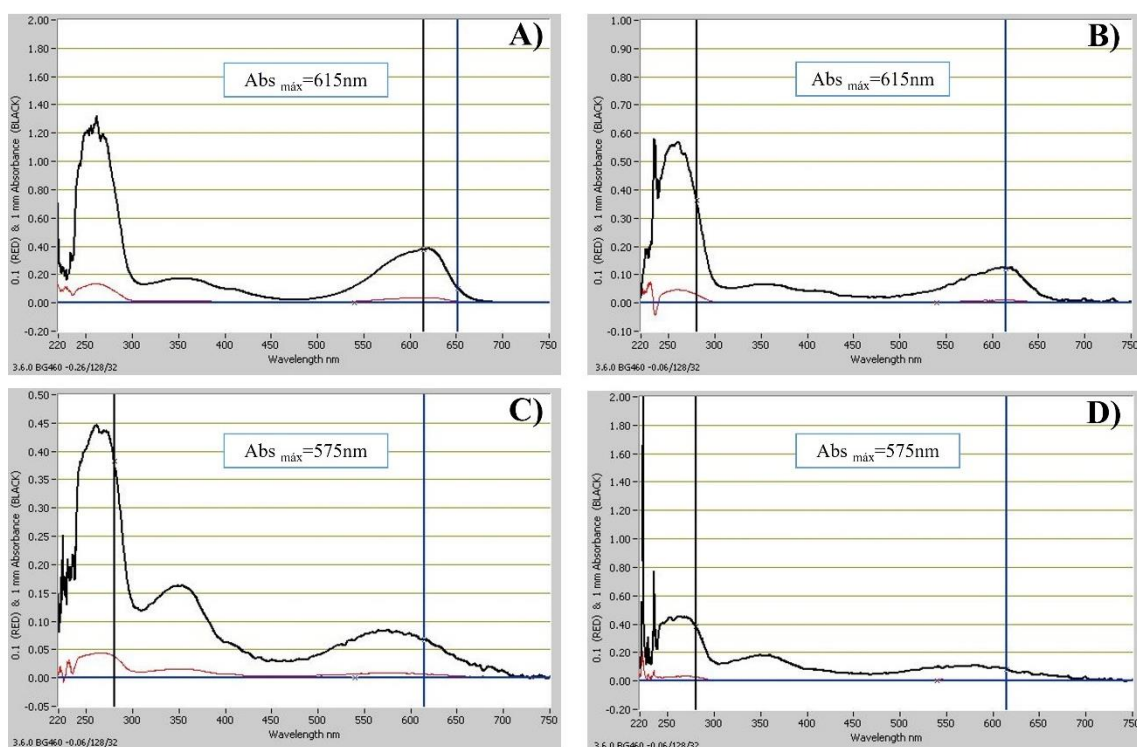 A)
Abs máx=615nm
0.1 (RED) & 1 mm Absorbance (BLACK)
2.00
1.80
1.60
1.40
1.20
1.00
0.80
0.60
0.40
0.20
0.00
-0.20
220 250 300 350 400 450 500 550 600 650 700 750
Wavelength nm
3.6.0 BG460 -0.26/128/32
B)
Abs máx=615nm
0.1 (RED) & 1 mm Absorbance (BLACK)
1.00
0.90
0.80
0.70
0.60
0.50
0.40
0.30
0.20
0.10
0.00
-0.10
220 250 300 350 400 450 500 550 600 650 700 750
Wavelength nm
3.6.0 BG460 -0.06/128/32
C)
Abs máx=575nm
0.1 (RED) & 1 mm Absorbance (BLACK)
0.50
0.45
0.40
0.35
0.30
0.25
0.20
0.15
0.10
0.05
0.00
-0.05
220 250 300 350 400 450 500 550 600 650 700 750
Wavelength nm
3.6.0 BG460 -0.06/128/32
D)
Abs máx=575nm
0.1 (RED) & 1 mm Absorbance (BLACK)
2.00
1.80
1.60
1.40
1.20
1.00
0.80
0.60
0.40
0.20
0.00
-0.20
220 250 300 350 400 450 500 550 600 650 700 750
Wavelength nm
3.6.0 BG460 -0.06/128/32